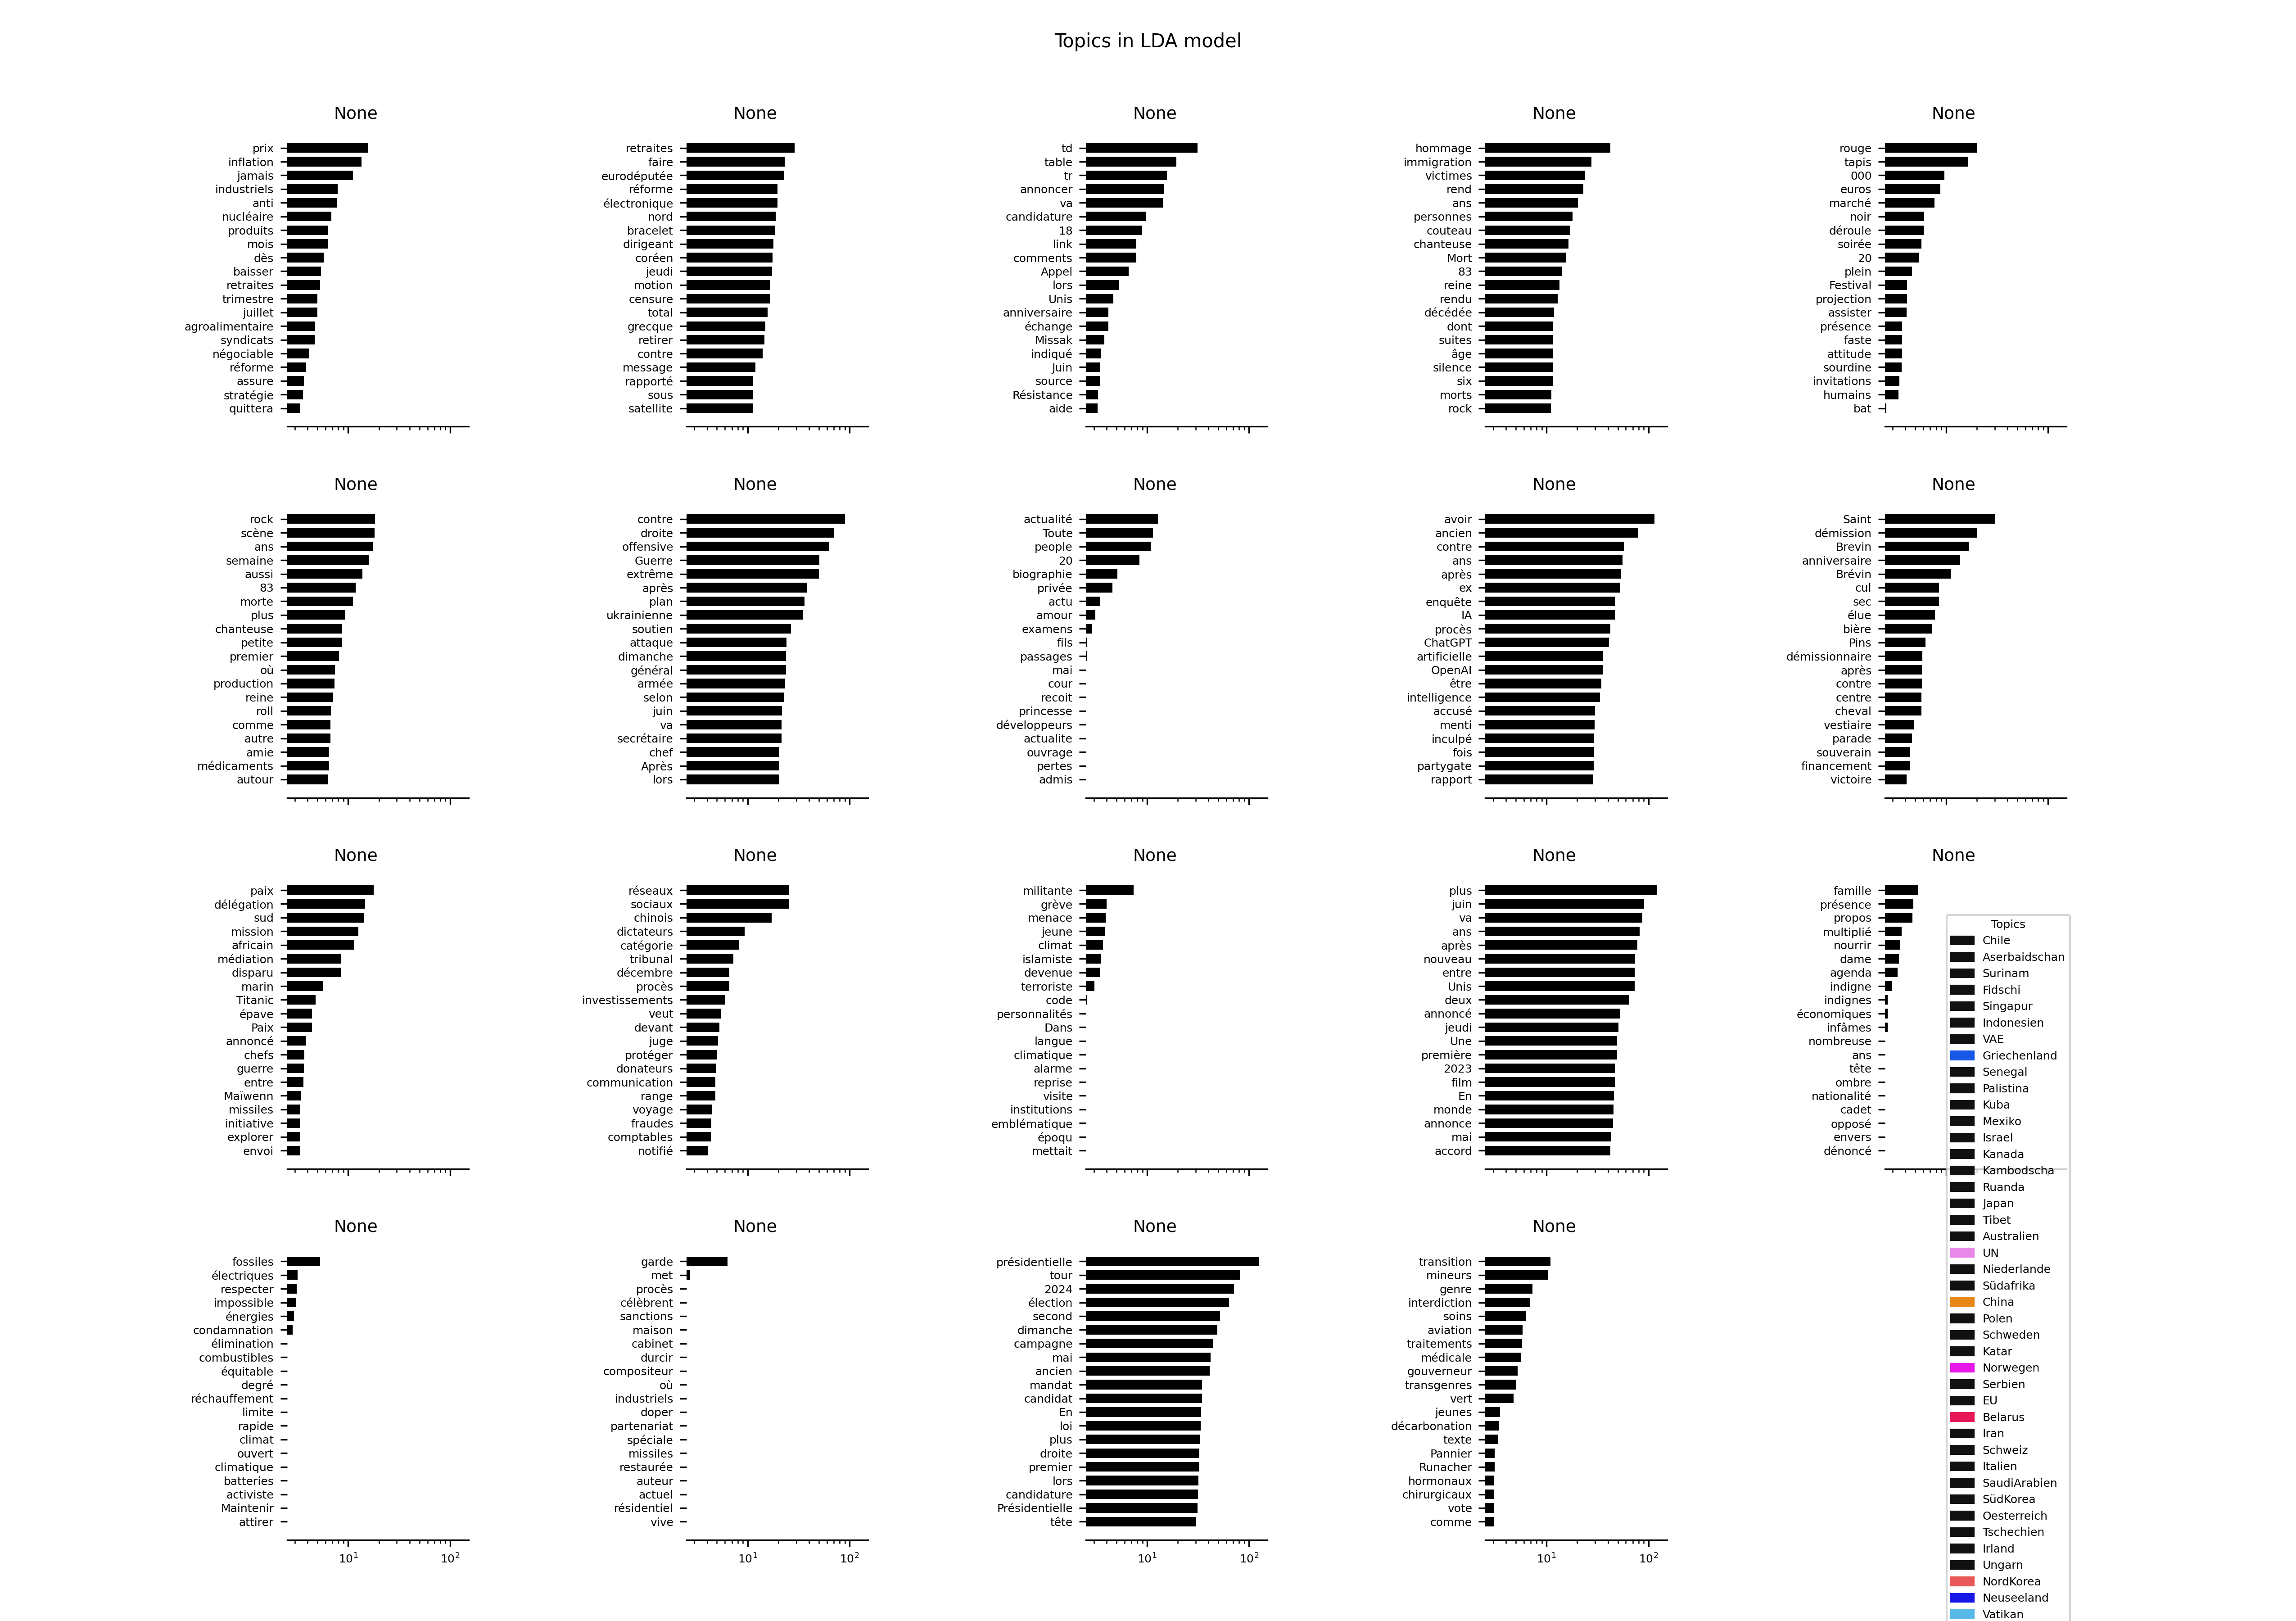 Topics in LDA model
None
prix
inflation
jamais
industriels
anti
nucléaire
produits
mois
dès
baisser
retraites
trimestre
juillet
agroalimentaire
syndicats
négociable
réforme
assure
stratégie
quittera
None
retraites
faire
eurodéputée
réforme
électronique
nord
bracelet
dirigeant
coréen
jeudi
motion
censure
total
grecque
retirer
contre
message
rapporté
sous
satellite
None
td
table
tr
annoncer
va
candidature
18
link
comments
Appel
lors
Unis
anniversaire
échange
Missak
indiqué
Juin
source
Résistance
aide
None
hommage
immigration
victimes
rend
ans
personnes
couteau
chanteuse
Mort
83
reine
rendu
décédée
dont
suites
âge
silence
six
morts
rock
None
rouge
tapis
000
euros
marché
noir
déroule
soirée
20
plein
Festival
projection
assister
présence
faste
attitude
sourdine
invitations
humains
bat
None
rock
scène
ans
semaine
aussi
83
morte
plus
chanteuse
petite
premier
où
production
reine
roll
comme
autre
amie
médicaments
autour
None
contre
droite
offensive
Guerre
extrême
après
plan
ukrainienne
soutien
attaque
dimanche
général
armée
selon
juin
va
secrétaire
chef
Après
lors
None
actualité
Toute
people
20
biographie
privée
actu
amour
examens
fils
passages
mai
cour
recoit
princesse
développeurs
actualite
ouvrage
pertes
admis
None
avoir
ancien
contre
ans
après
ex
enquête
IA
procès
ChatGPT
artificielle
OpenAI
être
intelligence
accusé
menti
inculpé
fois
partygate
rapport
None
Saint
démission
Brevin
anniversaire
Brévin
cul
sec
élue
bière
Pins
démissionnaire
après
contre
centre
cheval
vestiaire
parade
souverain
financement
victoire
None
paix
délégation
sud
mission
africain
médiation
disparu
marin
Titanic
épave
Paix
annoncé
chefs
guerre
entre
Maïwenn
missiles
initiative
explorer
envoi
None
réseaux
sociaux
chinois
dictateurs
catégorie
tribunal
décembre
procès
investissements
veut
devant
juge
protéger
donateurs
communication
range
voyage
fraudes
comptables
notifié
None
militante
grève
menace
jeune
climat
islamiste
devenue
terroriste
code
personnalités
Dans
langue
climatique
alarme
reprise
visite
institutions
emblématique
époqu
mettait
None
plus
juin
va
ans
après
nouveau
entre
Unis
deux
annoncé
jeudi
Une
première
2023
film
En
monde
annonce
mai
accord
None
famille
présence
propos
multiplié
nourrir
dame
agenda
indigne
indignes
économiques
infâmes
nombreuse
ans
tête
ombre
nationalité
cadet
opposé
envers
dénoncé
None
fossiles
électriques
respecter
impossible
énergies
condamnation
élimination
combustibles
équitable
degré
réchauffement
limite
rapide
climat
ouvert
climatique
batteries
activiste
Maintenir
attirer
10¹ 10²
None
garde
met
procès
célèbrent
sanctions
maison
cabinet
durcir
compositeur
où
industriels
doper
partenariat
spéciale
missiles
restaurée
auteur
actuel
résidentiel
vive
10¹ 10²
None
présidentielle
tour
2024
élection
second
dimanche
campagne
mai
ancien
mandat
candidat
En
loi
plus
droite
premier
lors
candidature
Présidentielle
tête
10¹ 10²
None
transition
mineurs
genre
interdiction
soins
aviation
traitements
médicale
gouverneur
transgenres
vert
jeunes
décarbonation
texte
Pannier
Runacher
hormonaux
chirurgicaux
vote
comme
10¹ 10²
Topics
Chile
Aserbaidschan
Surinam
Fidschi
Singapur
Indonesien
VAE
Griechenland
Senegal
Palistina
Kuba
Mexiko
Israel
Kanada
Kambodscha
Ruanda
Japan
Tibet
Australien
UN
Niederlande
Südafrika
China
Polen
Schweden
Katar
Norwegen
Serbien
EU
Belarus
Iran
Schweiz
Italien
SaudiArabien
SüdKorea
Oesterreich
Tschechien
Irland
Ungarn
NordKorea
Neuseeland
Vatikan